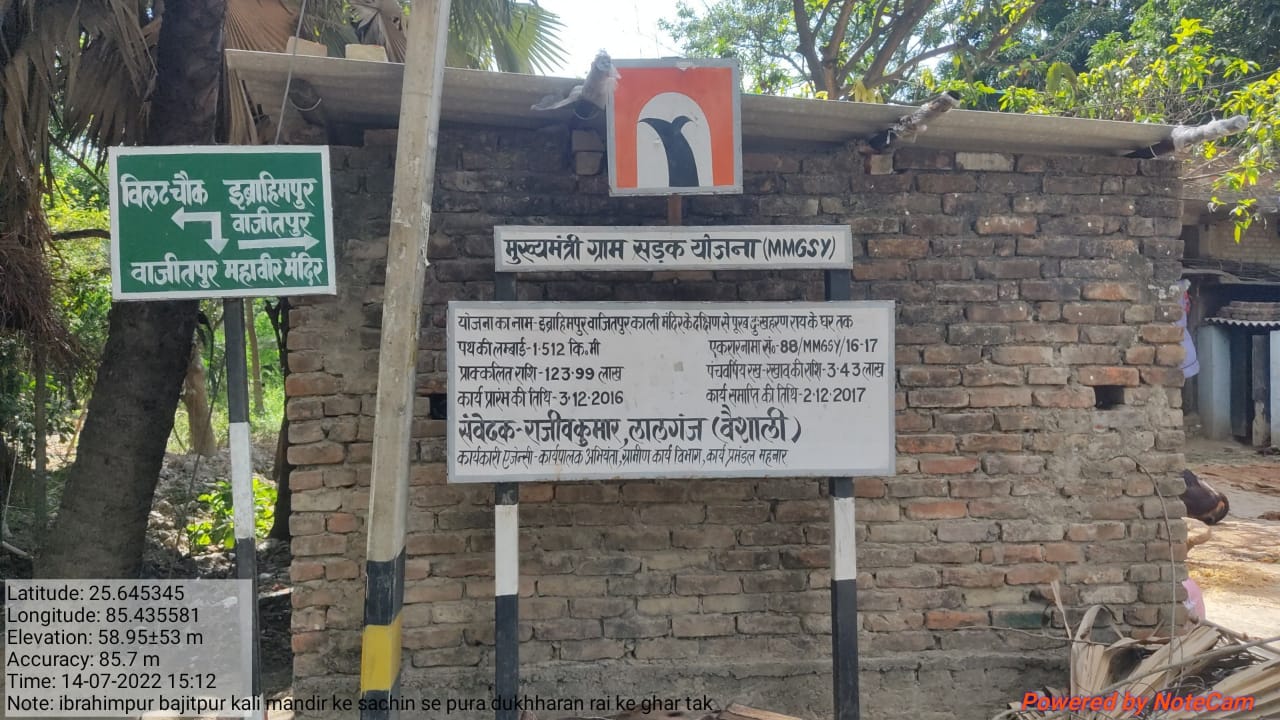 विलट चौक इब्राहिमपुर
वाजीतपुर
वाजीतपुर महावीर मंदिर
मुख्यमंत्री ग्राम सड़क योजना (MMGSY)
योजना का नाम- इब्राहिमपुर वाजितपुर काली मंदिर के दक्षिण से पूरब दुःखहरण राय के घर तक
पथ की लम्बाई-1.512 कि.मी एकरारनामा सं०-88/MMGSY/16-17
प्राक्कलित राशि-123.99 लाख पंचवर्षिय रख-रखाव की राशि-3.43 लाख
कार्य प्रारम्भ की तिथि-3.12.2016 कार्य समाप्ति की तिथि-2.12.2017
संवेदक-राजीव कुमार, लालगंज (वैशाली)
कार्यकारी एजेन्सी-कार्यपालक अभियंता, ग्रामीण कार्य विभाग, कार्य प्रमंडल महनार
Latitude: 25.645345
Longitude: 85.435581
Elevation: 58.95±53 m
Accuracy: 85.7 m
Time: 14-07-2022 15:12
Note: ibrahimpur bajitpur kali mandir ke sachin se pura dukhharan rai ke ghar tak
Powered by NoteCam